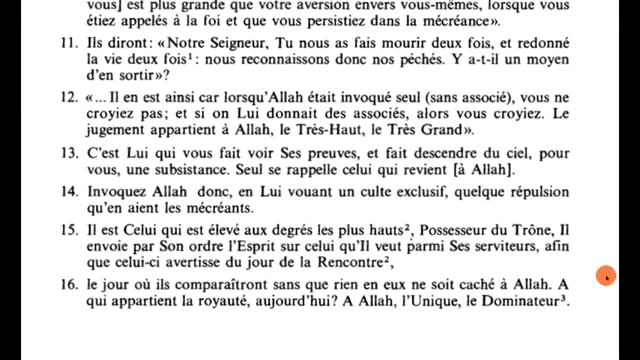 vous] est plus grande que votre aversion envers vous-mêmes, lorsque vous
étiez appelés à la foi et que vous persistiez dans la mécréance».
11. Ils diront: «Notre Seigneur, Tu nous as fais mourir deux fois, et redonné
la vie deux fois¹: nous reconnaissons donc nos péchés. Y a-t-il un moyen
d'en sortir»?
12. «... Il en est ainsi car lorsqu'Allah était invoqué seul (sans associé), vous ne
croyiez pas; et si on Lui donnait des associés, alors vous croyiez. Le
jugement appartient à Allah, le Très-Haut, le Très Grand».
13. C'est Lui qui vous fait voir Ses preuves, et fait descendre du ciel, pour
vous, une subsistance. Seul se rappelle celui qui revient [à Allah].
14. Invoquez Allah donc, en Lui vouant un culte exclusif, quelque répulsion
qu'en aient les mécréants.
15. Il est Celui qui est élevé aux degrés les plus hauts², Possesseur du Trône, Il
envoie par Son ordre l'Esprit sur celui qu'Il veut parmi Ses serviteurs, afin
que celui-ci avertisse du jour de la Rencontre²,
16. le jour où ils comparaîtront sans que rien en eux ne soit caché à Allah. A
qui appartient la royauté, aujourd'hui? A Allah, l'Unique, le Dominateur³.